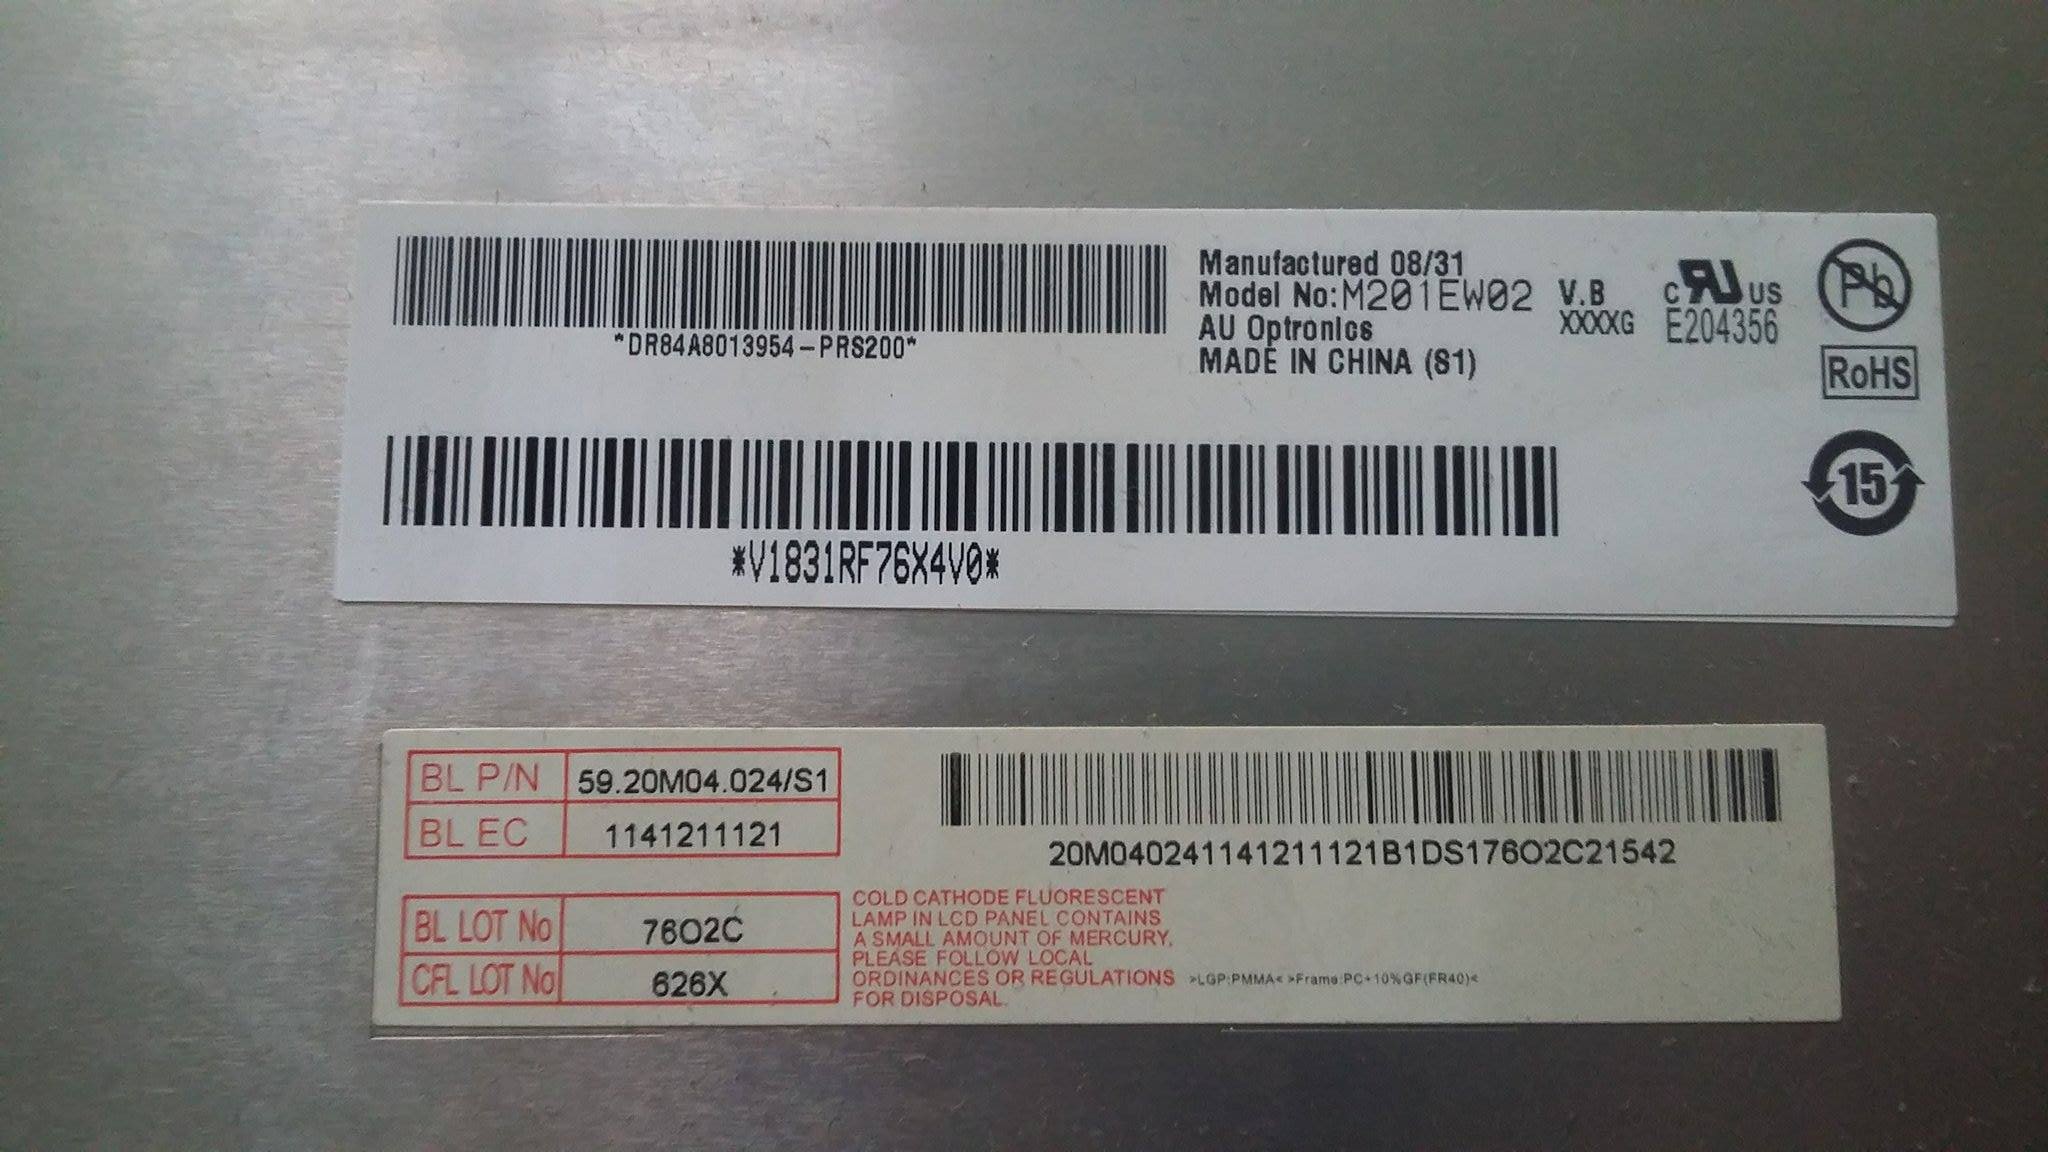 *DR84A8013954-PRS200*
Manufactured 08/31
Model No:M201EW02 V.B
AU Optronics XXXXG
MADE IN CHINA (S1)
c RU US
E204356
Pb
RoHS
15
*V1831RF76X4V0*
BL P/N 59.20M04.024/S1
BL EC 1141211121
20M040241141211121B1DS176O2C21542
BL LOT No 76O2C
CFL LOT No 626X
COLD CATHODE FLUORESCENT
LAMP IN LCD PANEL CONTAINS
A SMALL AMOUNT OF MERCURY,
PLEASE FOLLOW LOCAL
ORDINANCES OR REGULATIONS
FOR DISPOSAL.
>LGP:PMMA< >Frame:PC+10%GF(FR40)<